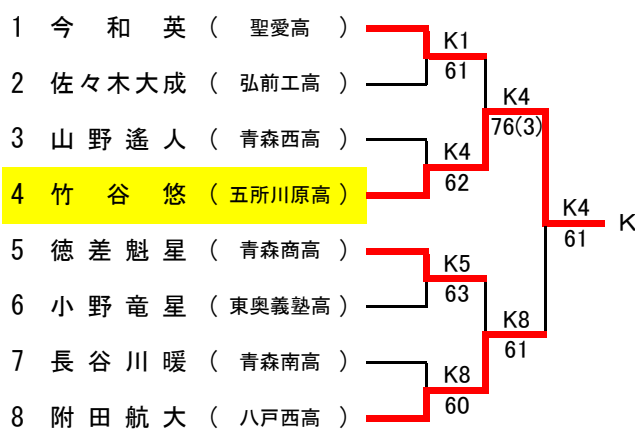 1 今 和 英 ( 聖愛高 )
K1
2 佐々木大成 ( 弘前工高 )
61
K4
3 山 野 遙 人 ( 青森西高 )
76(3)
K4
4 竹 谷 悠 ( 五所川原高 )
62
K4
K
5 徳 差 魁 星 ( 青森商高 )
61
K5
6 小 野 竜 星 ( 東奥義塾高 )
63
K8
7 長 谷 川 暖 ( 青森南高 )
61
K8
8 附 田 航 大 ( 八戸西高 )
60